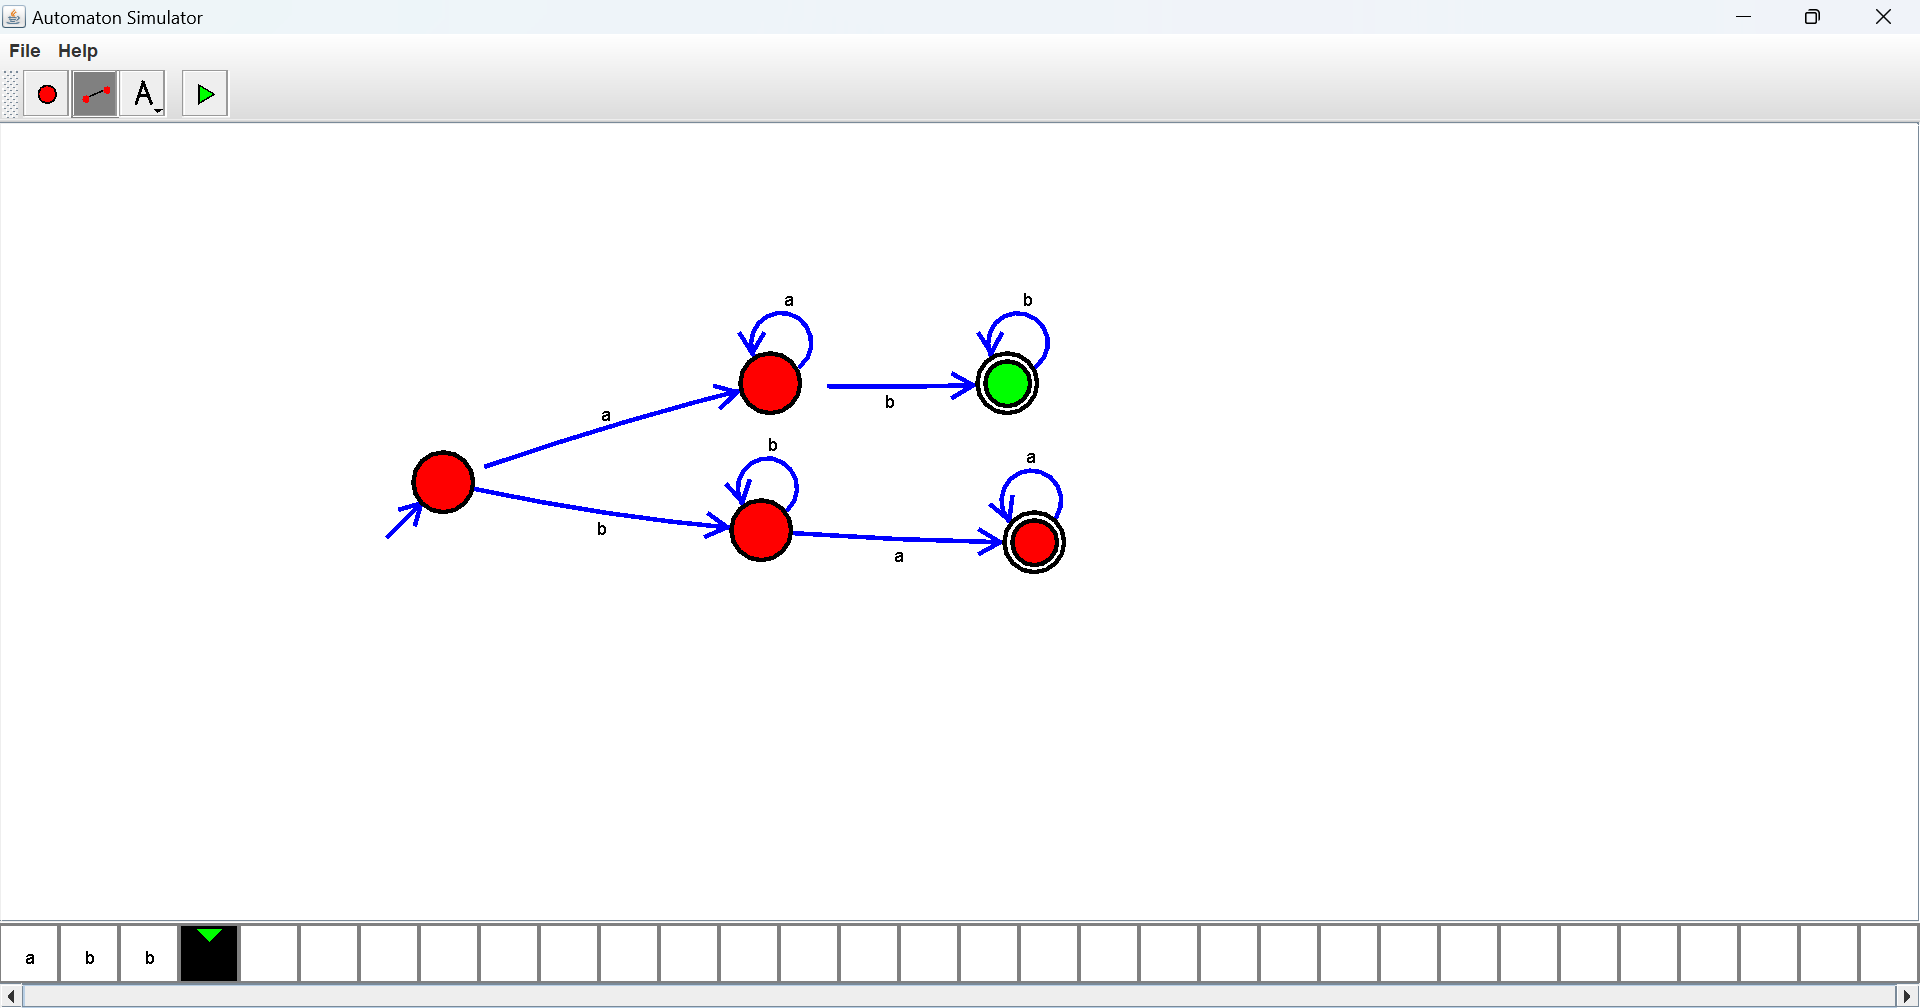 Automaton Simulator
File Help
A
a b
a
b
b a
b
a
a b b